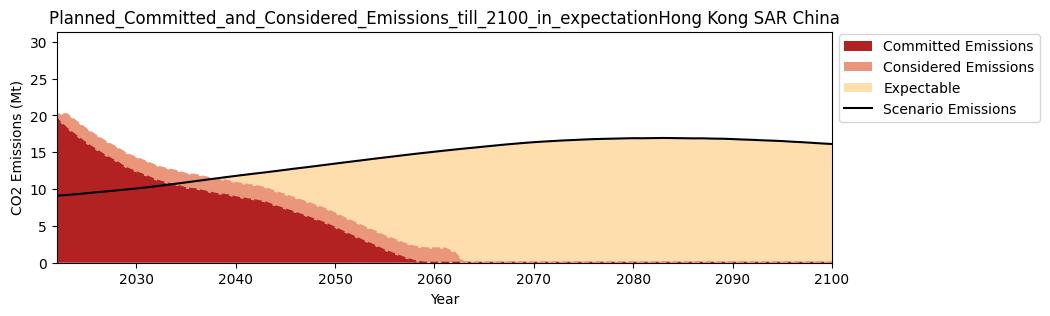 Planned_Committed_and_Considered_Emissions_till_2100_in_expectationHong Kong SAR China
30
25
20
15
10
5
0
CO2 Emissions (Mt)
2030 2040 2050 2060 2070 2080 2090 2100
Year
Committed Emissions
Considered Emissions
Expectable
Scenario Emissions